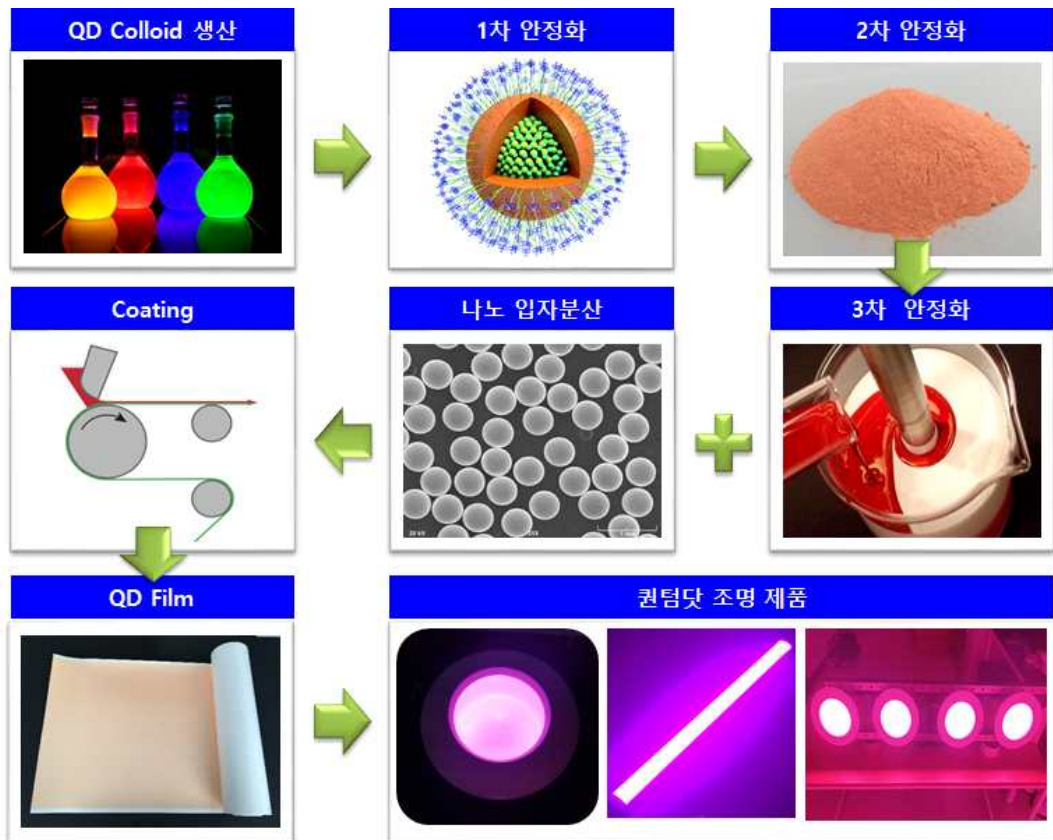 QD Colloid 생산
1차 안정화
2차 안정화
Coating
나노 입자분산
3차 안정화
QD Film
퀀텀닷 조명 제품